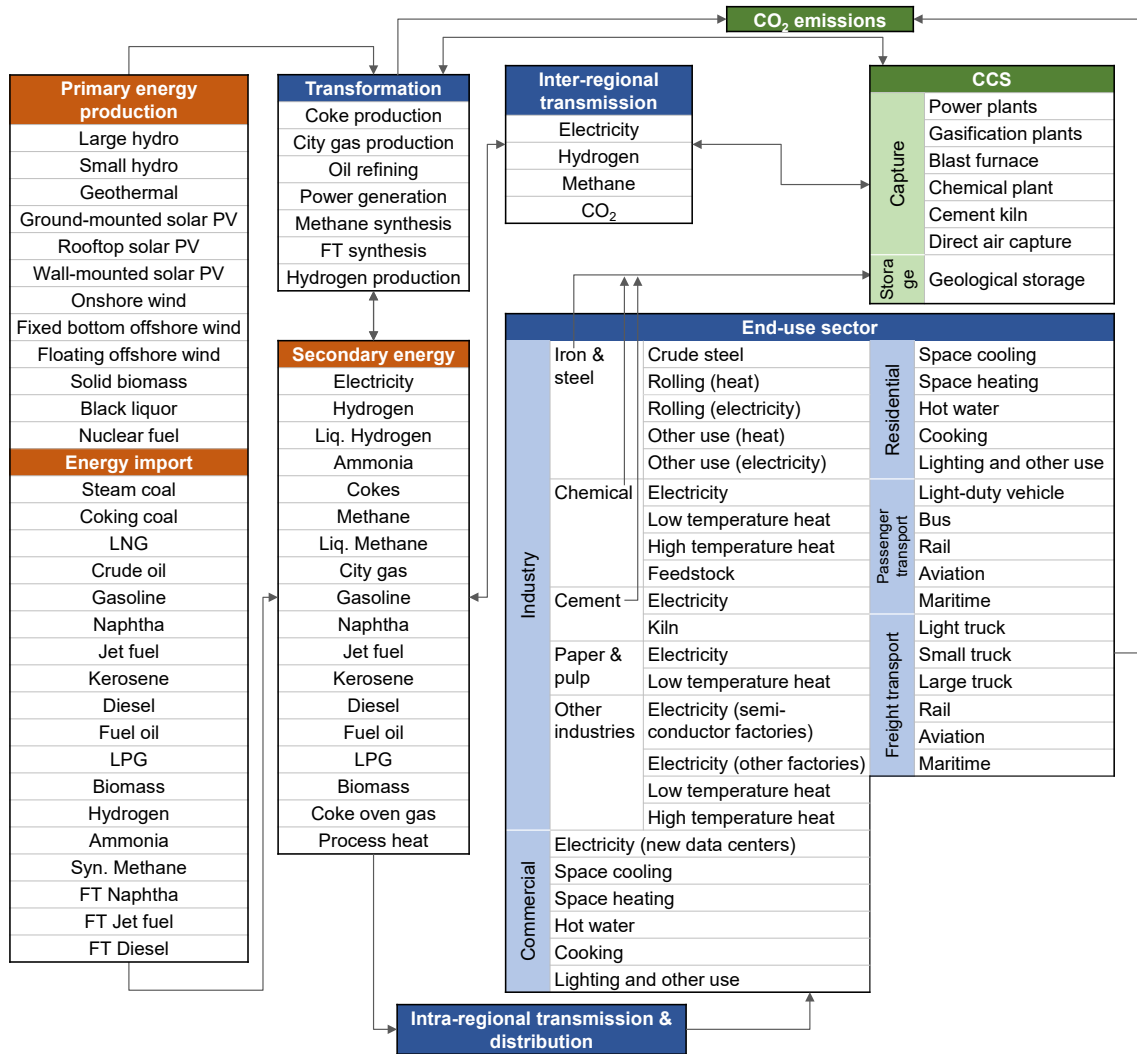 CO₂ emissions
Primary energy
production
Large hydro
Small hydro
Geothermal
Ground-mounted solar PV
Rooftop solar PV
Wall-mounted solar PV
Onshore wind
Fixed bottom offshore wind
Floating offshore wind
Solid biomass
Black liquor
Nuclear fuel
Energy import
Steam coal
Coking coal
LNG
Crude oil
Gasoline
Naphtha
Jet fuel
Kerosene
Diesel
Fuel oil
LPG
Biomass
Hydrogen
Ammonia
Syn. Methane
FT Naphtha
FT Jet fuel
FT Diesel
Transformation
Coke production
City gas production
Oil refining
Power generation
Methane synthesis
FT synthesis
Hydrogen production
Secondary energy
Electricity
Hydrogen
Liq. Hydrogen
Ammonia
Cokes
Methane
Liq. Methane
City gas
Gasoline
Naphtha
Jet fuel
Kerosene
Diesel
Fuel oil
LPG
Biomass
Coke oven gas
Process heat
Inter-regional
transmission
Electricity
Hydrogen
Methane
CO₂
CCS
Capture
Power plants
Gasification plants
Blast furnace
Chemical plant
Cement kiln
Direct air capture
Stora
ge
Geological storage
End-use sector
Industry
Iron &
steel
Crude steel
Rolling (heat)
Rolling (electricity)
Other use (heat)
Other use (electricity)
Chemical
Electricity
Low temperature heat
High temperature heat
Feedstock
Cement
Electricity
Kiln
Paper &
pulp
Electricity
Low temperature heat
Other
industries
Electricity (semi-
conductor factories)
Electricity (other factories)
Low temperature heat
High temperature heat
Commercial
Electricity (new data centers)
Space cooling
Space heating
Hot water
Cooking
Lighting and other use
Residential
Space cooling
Space heating
Hot water
Cooking
Lighting and other use
Passenger
transport
Light-duty vehicle
Bus
Rail
Aviation
Maritime
Freight transport
Light truck
Small truck
Large truck
Rail
Aviation
Maritime
Intra-regional transmission &
distribution